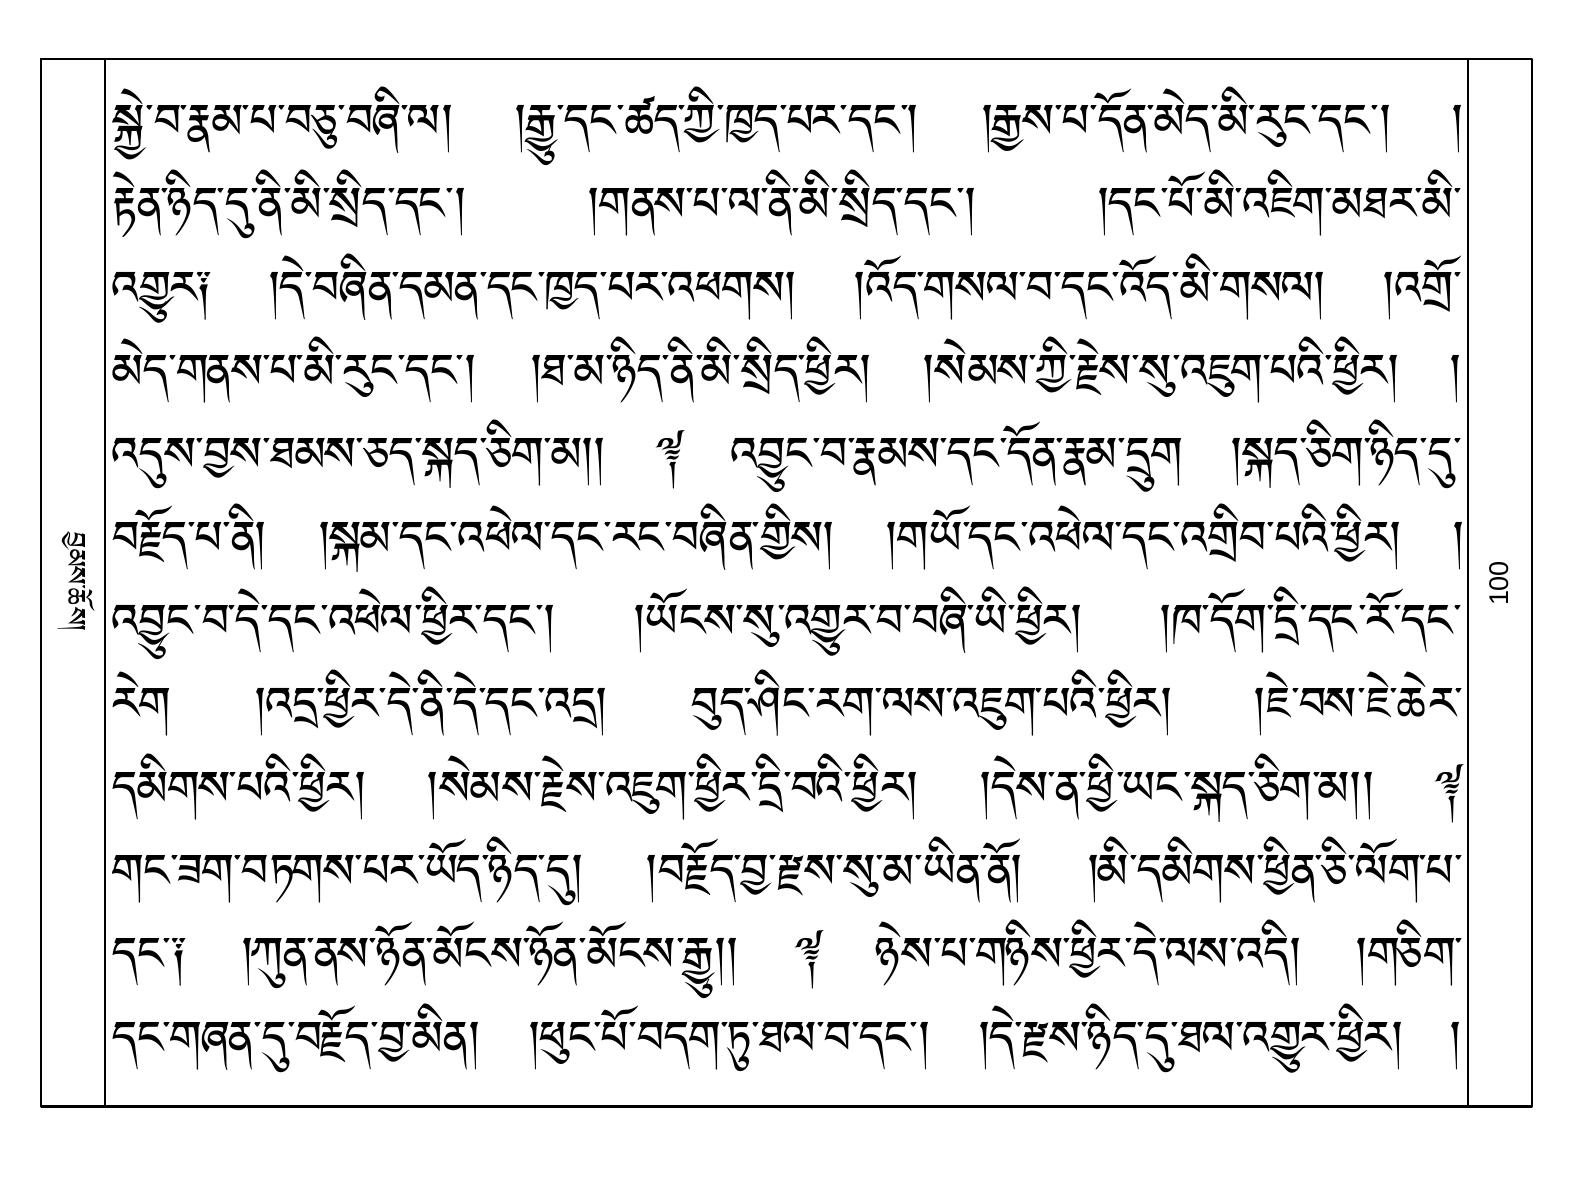 སྐྱེ་བ་རྣམ་པ་བཅུ་བཞི་ལ། །རྒྱུ་དང་ཚད་ཀྱི་ཁྱད་པར་དང་། །རྒྱས་པ་དོན་མེད་མི་རུང་དང་། །
རྟེན་ཉིད་དུ་ནི་མི་སྲིད་དང་། །གནས་པ་ལ་ནི་མི་སྲིད་དང་། །དང་པོ་མི་འཇིག་མཐར་མི་
འགྱུར༑ །དེ་བཞིན་དམན་དང་ཁྱད་པར་འཕགས། །འོད་གསལ་བ་དང་འོད་མི་གསལ། །འགྲོ་
མེད་གནས་པ་མི་རུང་དང་། །ཐ་མ་ཉིད་ནི་མི་སྲིད་ཕྱིར། །སེམས་ཀྱི་རྗེས་སུ་འཇུག་པའི་ཕྱིར། །
འདུས་བྱས་ཐམས་ཅད་སྐད་ཅིག་མ།། ༈ འབྱུང་བ་རྣམས་དང་དོན་རྣམ་དྲུག །སྐད་ཅིག་ཉིད་དུ་
བརྗོད་པ་ནི། །སྐམ་དང་འཕེལ་དང་རང་བཞིན་གྱིས། །གཡོ་དང་འཕེལ་དང་འགྲིབ་པའི་ཕྱིར། །
འབྱུང་བ་དེ་དང་འཕེལ་ཕྱིར་དང་། །ཡོངས་སུ་འགྱུར་བ་བཞི་ཡི་ཕྱིར། །ཁ་དོག་དྲི་དང་རོ་དང་
རེག །འདྲ་ཕྱིར་དེ་ནི་དེ་དང་འདྲ། བུད་ཤིང་རག་ལས་འཇུག་པའི་ཕྱིར། །ཇེ་བས་ཇེ་ཆེར་
དམིགས་པའི་ཕྱིར། །སེམས་རྗེས་འཇུག་ཕྱིར་དྲི་བའི་ཕྱིར། །དེས་ན་ཕྱི་ཡང་སྐད་ཅིག་མ།། ༈
གང་ཟག་བཏགས་པར་ཡོད་ཉིད་དུ། །བརྗོད་བྱ་རྫས་སུ་མ་ཡིན་ནོ། །མི་དམིགས་ཕྱིན་ཅི་ལོག་པ་
དང་༑ །ཀུན་ནས་ཉོན་མོངས་ཉོན་མོངས་རྒྱུ།། ༈ ཉེས་པ་གཉིས་ཕྱིར་དེ་ལས་འདི། །གཅིག་
དང་གཞན་དུ་བརྗོད་བྱ་མིན། །ཕུང་པོ་བདག་ཏུ་ཐལ་བ་དང་། །དེ་རྫས་ཉིད་དུ་ཐལ་འགྱུར་ཕྱིར། །
བྱམས་ཆོས།
100